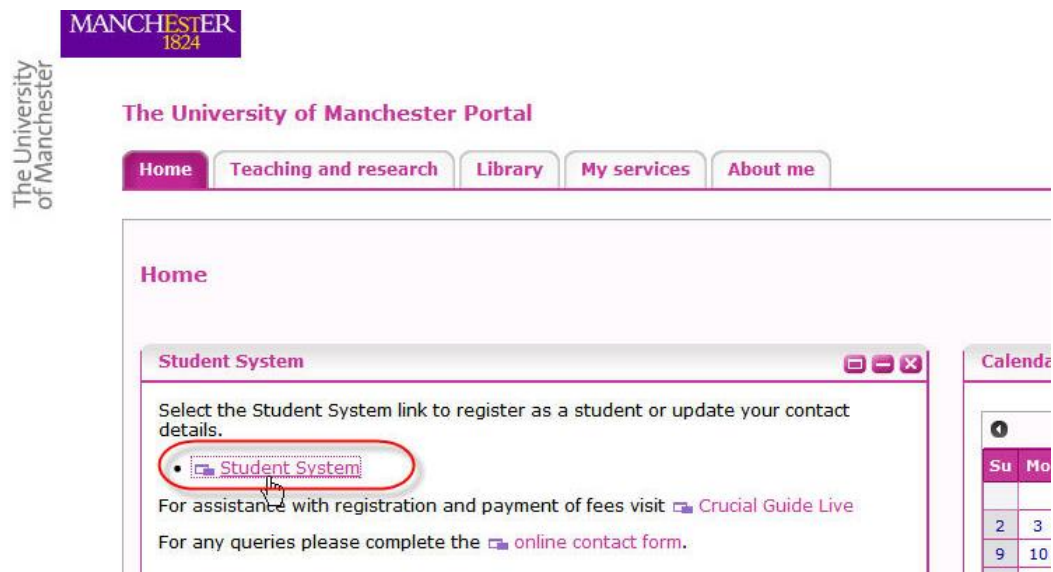 MANCHESTER
1824
The University
of Manchester
The University of Manchester Portal
Home Teaching and research Library My services About me
Home
Student System
Select the Student System link to register as a student or update your contact
details.
• Student System
For assistance with registration and payment of fees visit Crucial Guide Live
For any queries please complete the online contact form.
Calenda
Su Mo
2 3
9 10